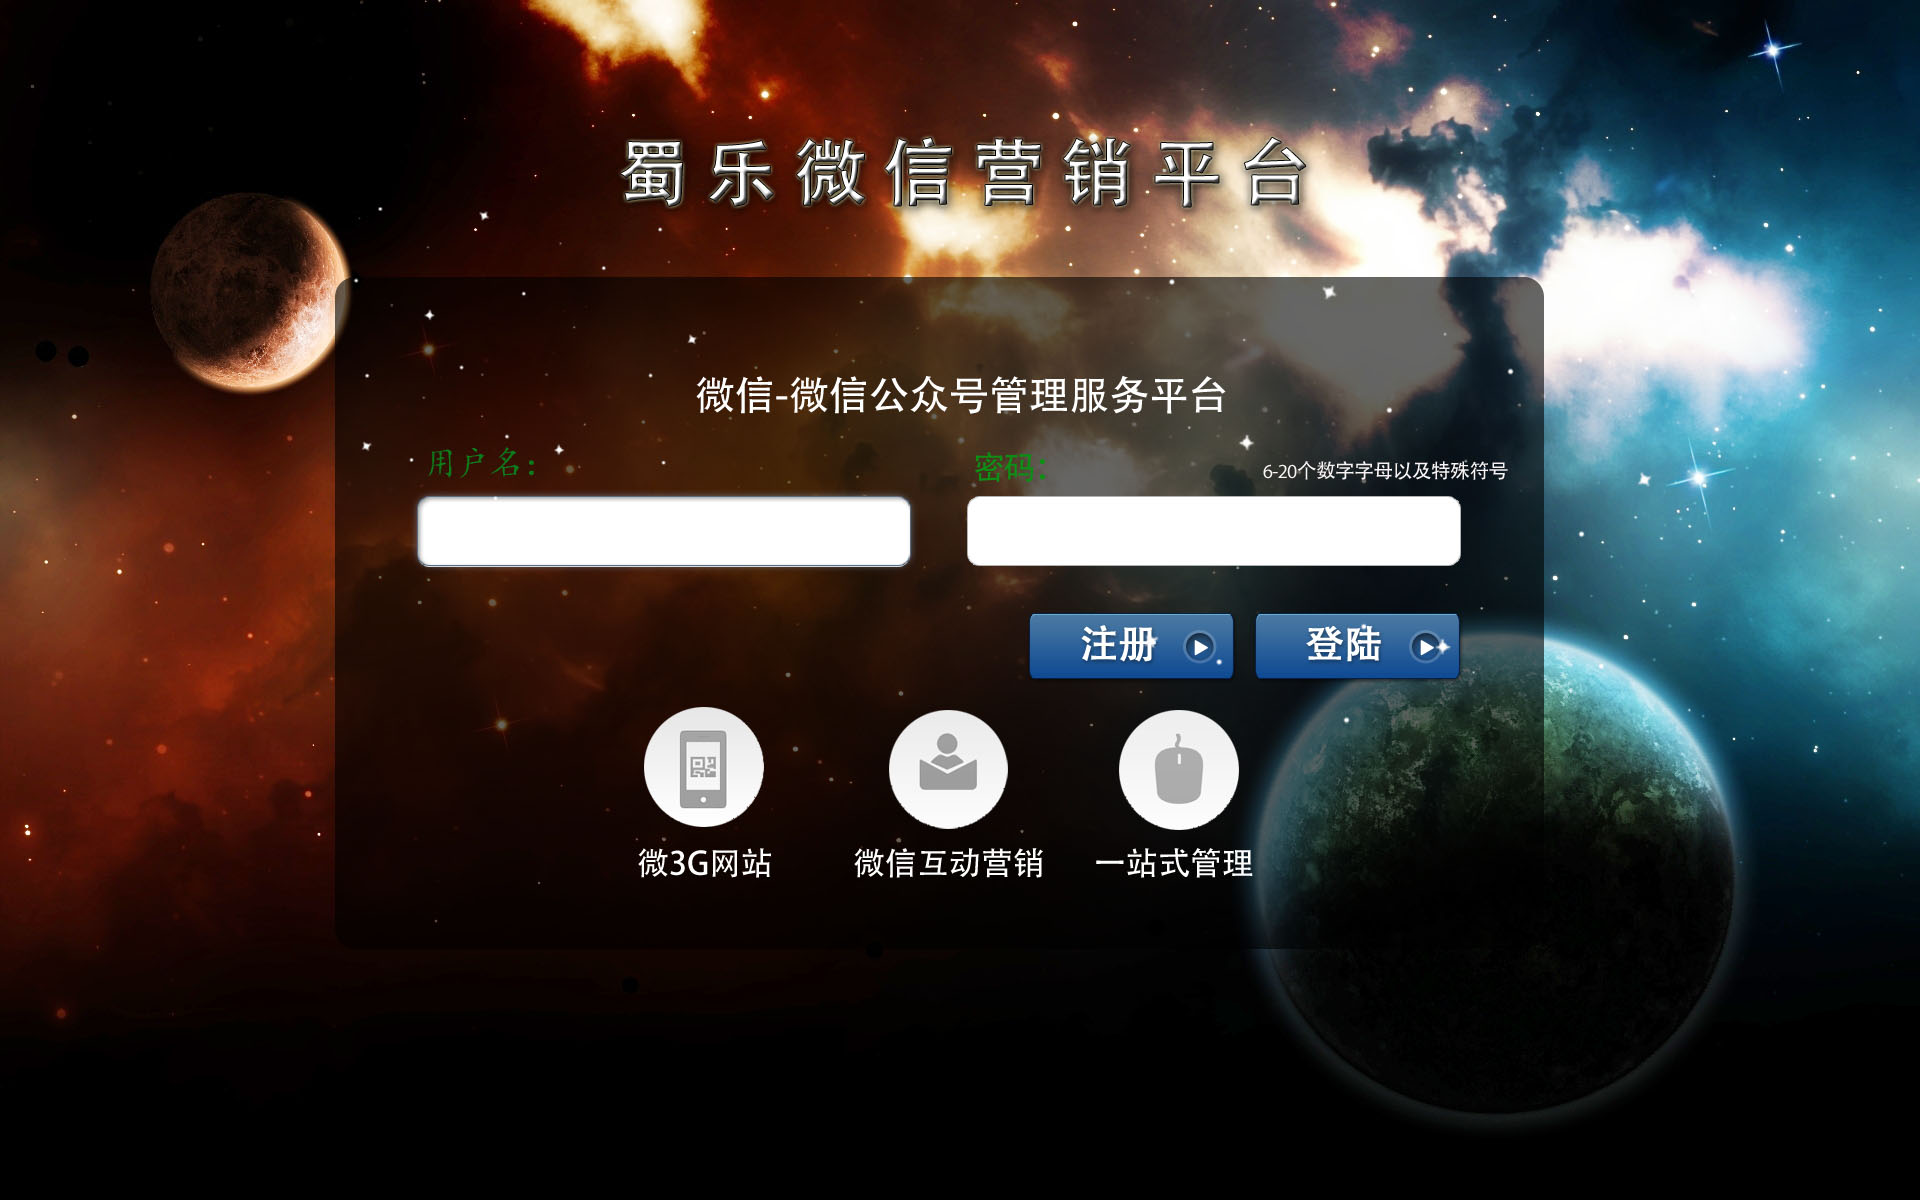 蜀乐微信营销平台
微信-微信公众号管理服务平台
用户名：
密码：
6-20个数字字母以及特殊符号
注册
登陆
微3G网站
微信互动营销
一站式管理